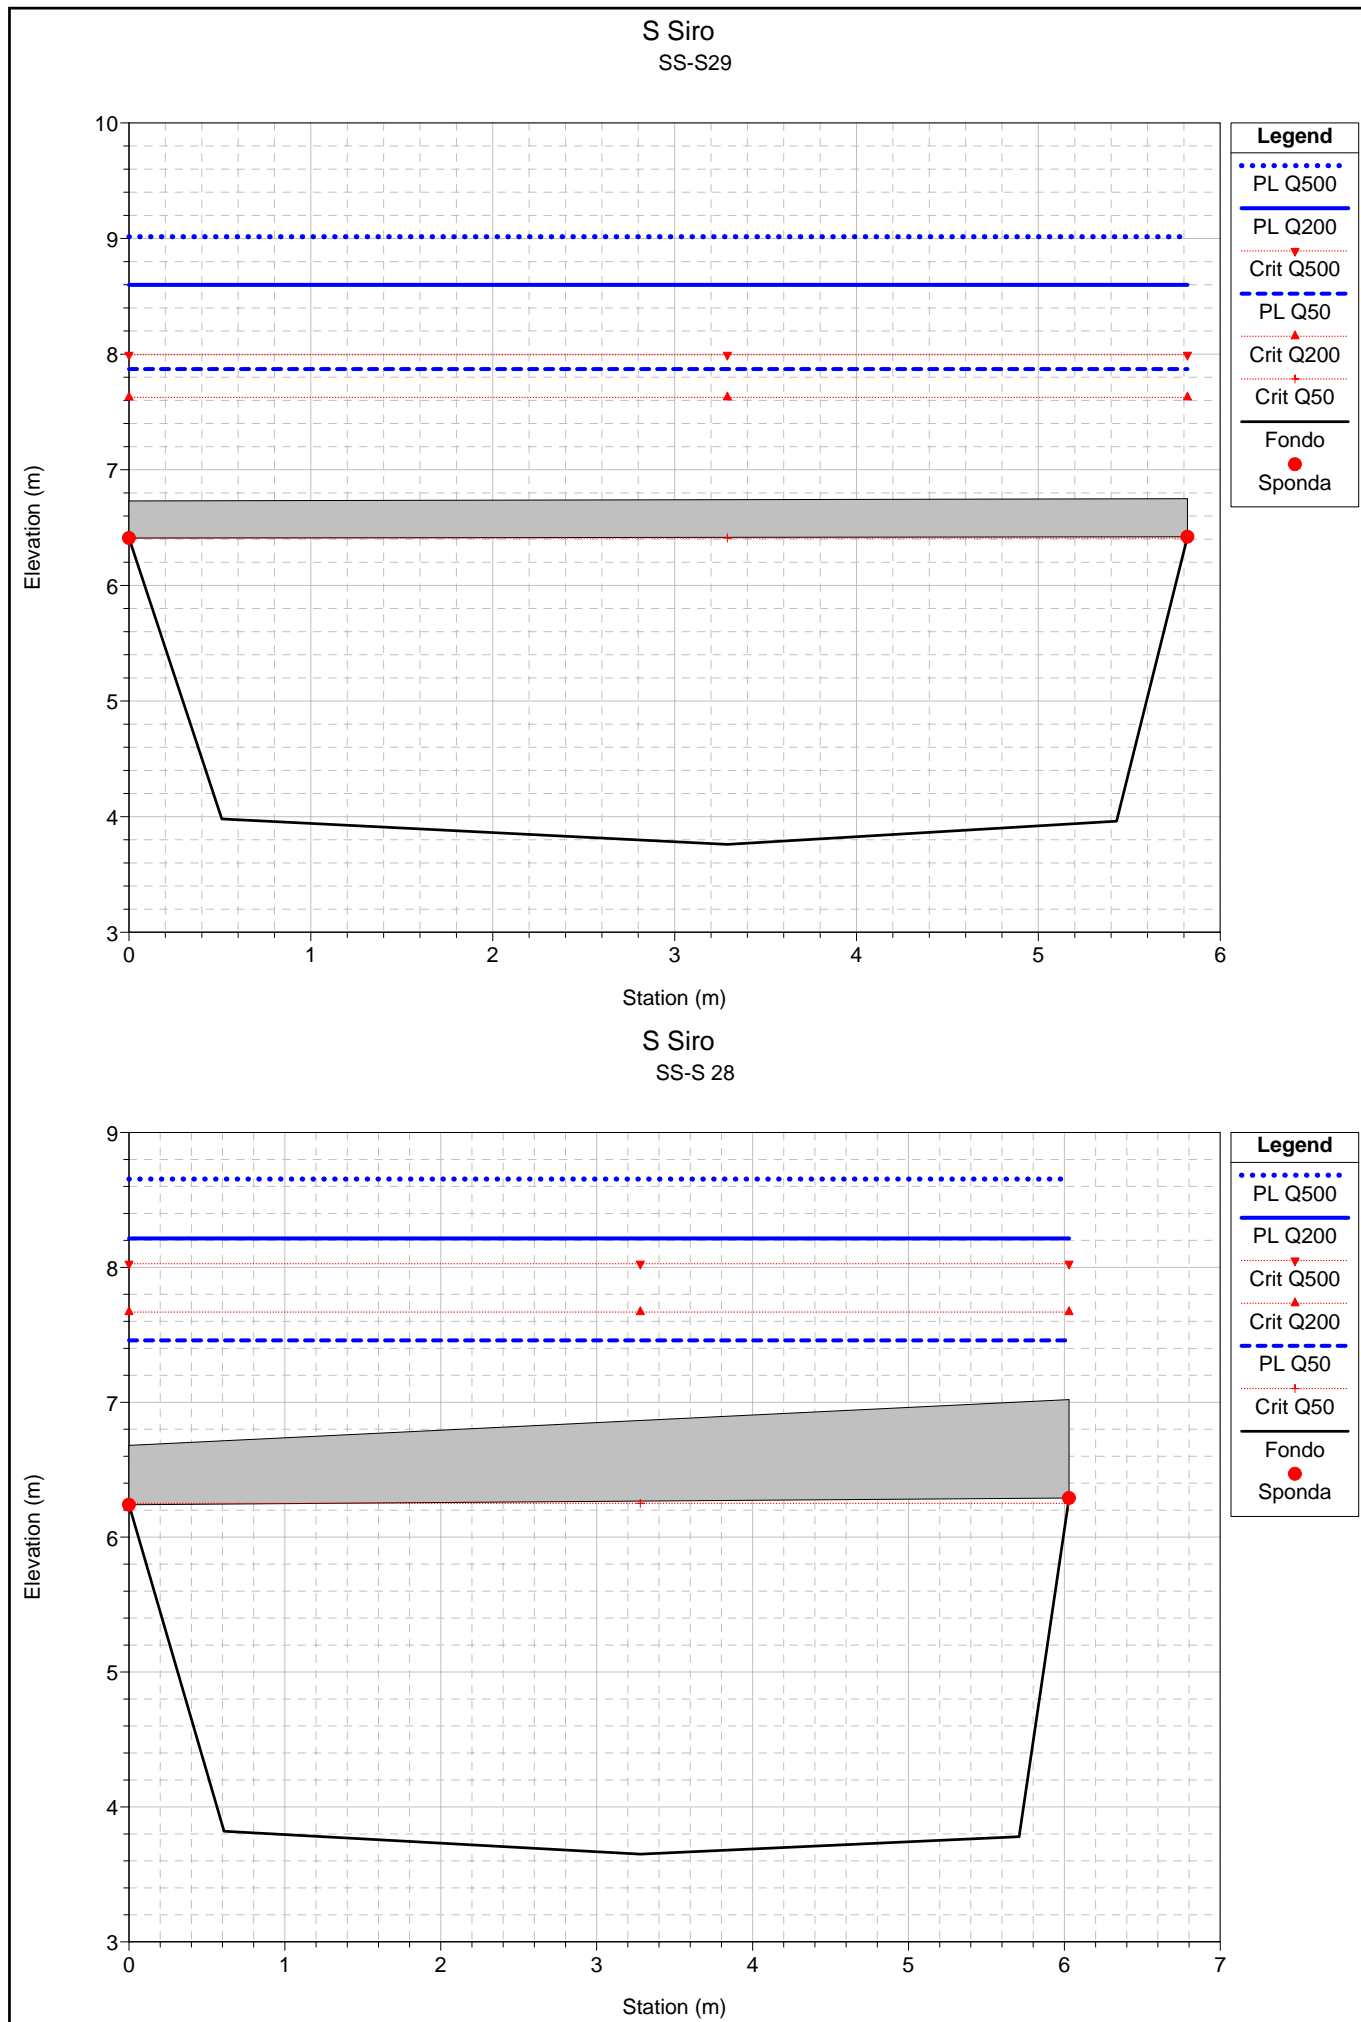 S Siro
SS-S29
10
9
8
7
6
5
4
3
Elevation (m)
0 1 2 3 4 5 6
Station (m)
Legend
PL Q500
PL Q200
Crit Q500
PL Q50
Crit Q200
Crit Q50
Fondo
Sponda
S Siro
SS-S 28
9
8
7
6
5
4
3
Elevation (m)
0 1 2 3 4 5 6 7
Station (m)
Legend
PL Q500
PL Q200
Crit Q500
Crit Q200
PL Q50
Crit Q50
Fondo
Sponda